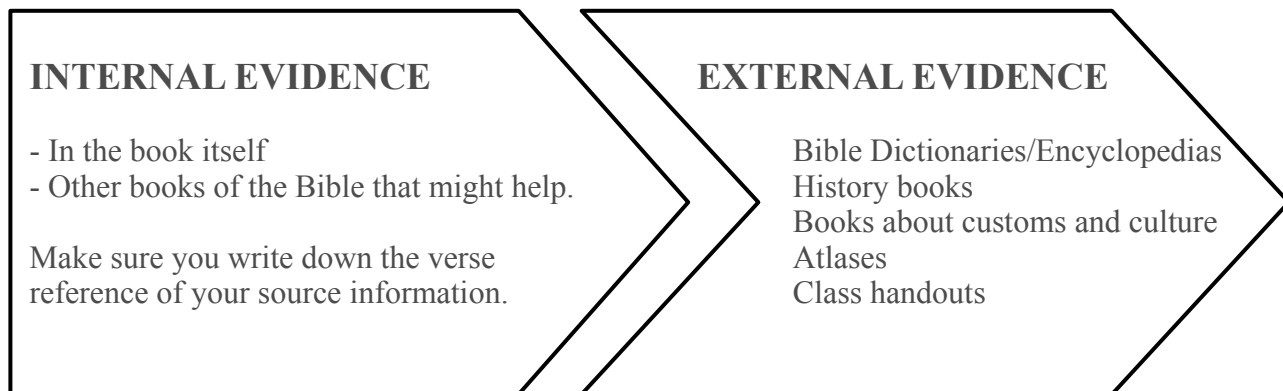 INTERNAL EVIDENCE
- In the book itself
- Other books of the Bible that might help.
Make sure you write down the verse
reference of your source information.
EXTERNAL EVIDENCE
Bible Dictionaries/Encyclopedias
History books
Books about customs and culture
Atlases
Class handouts